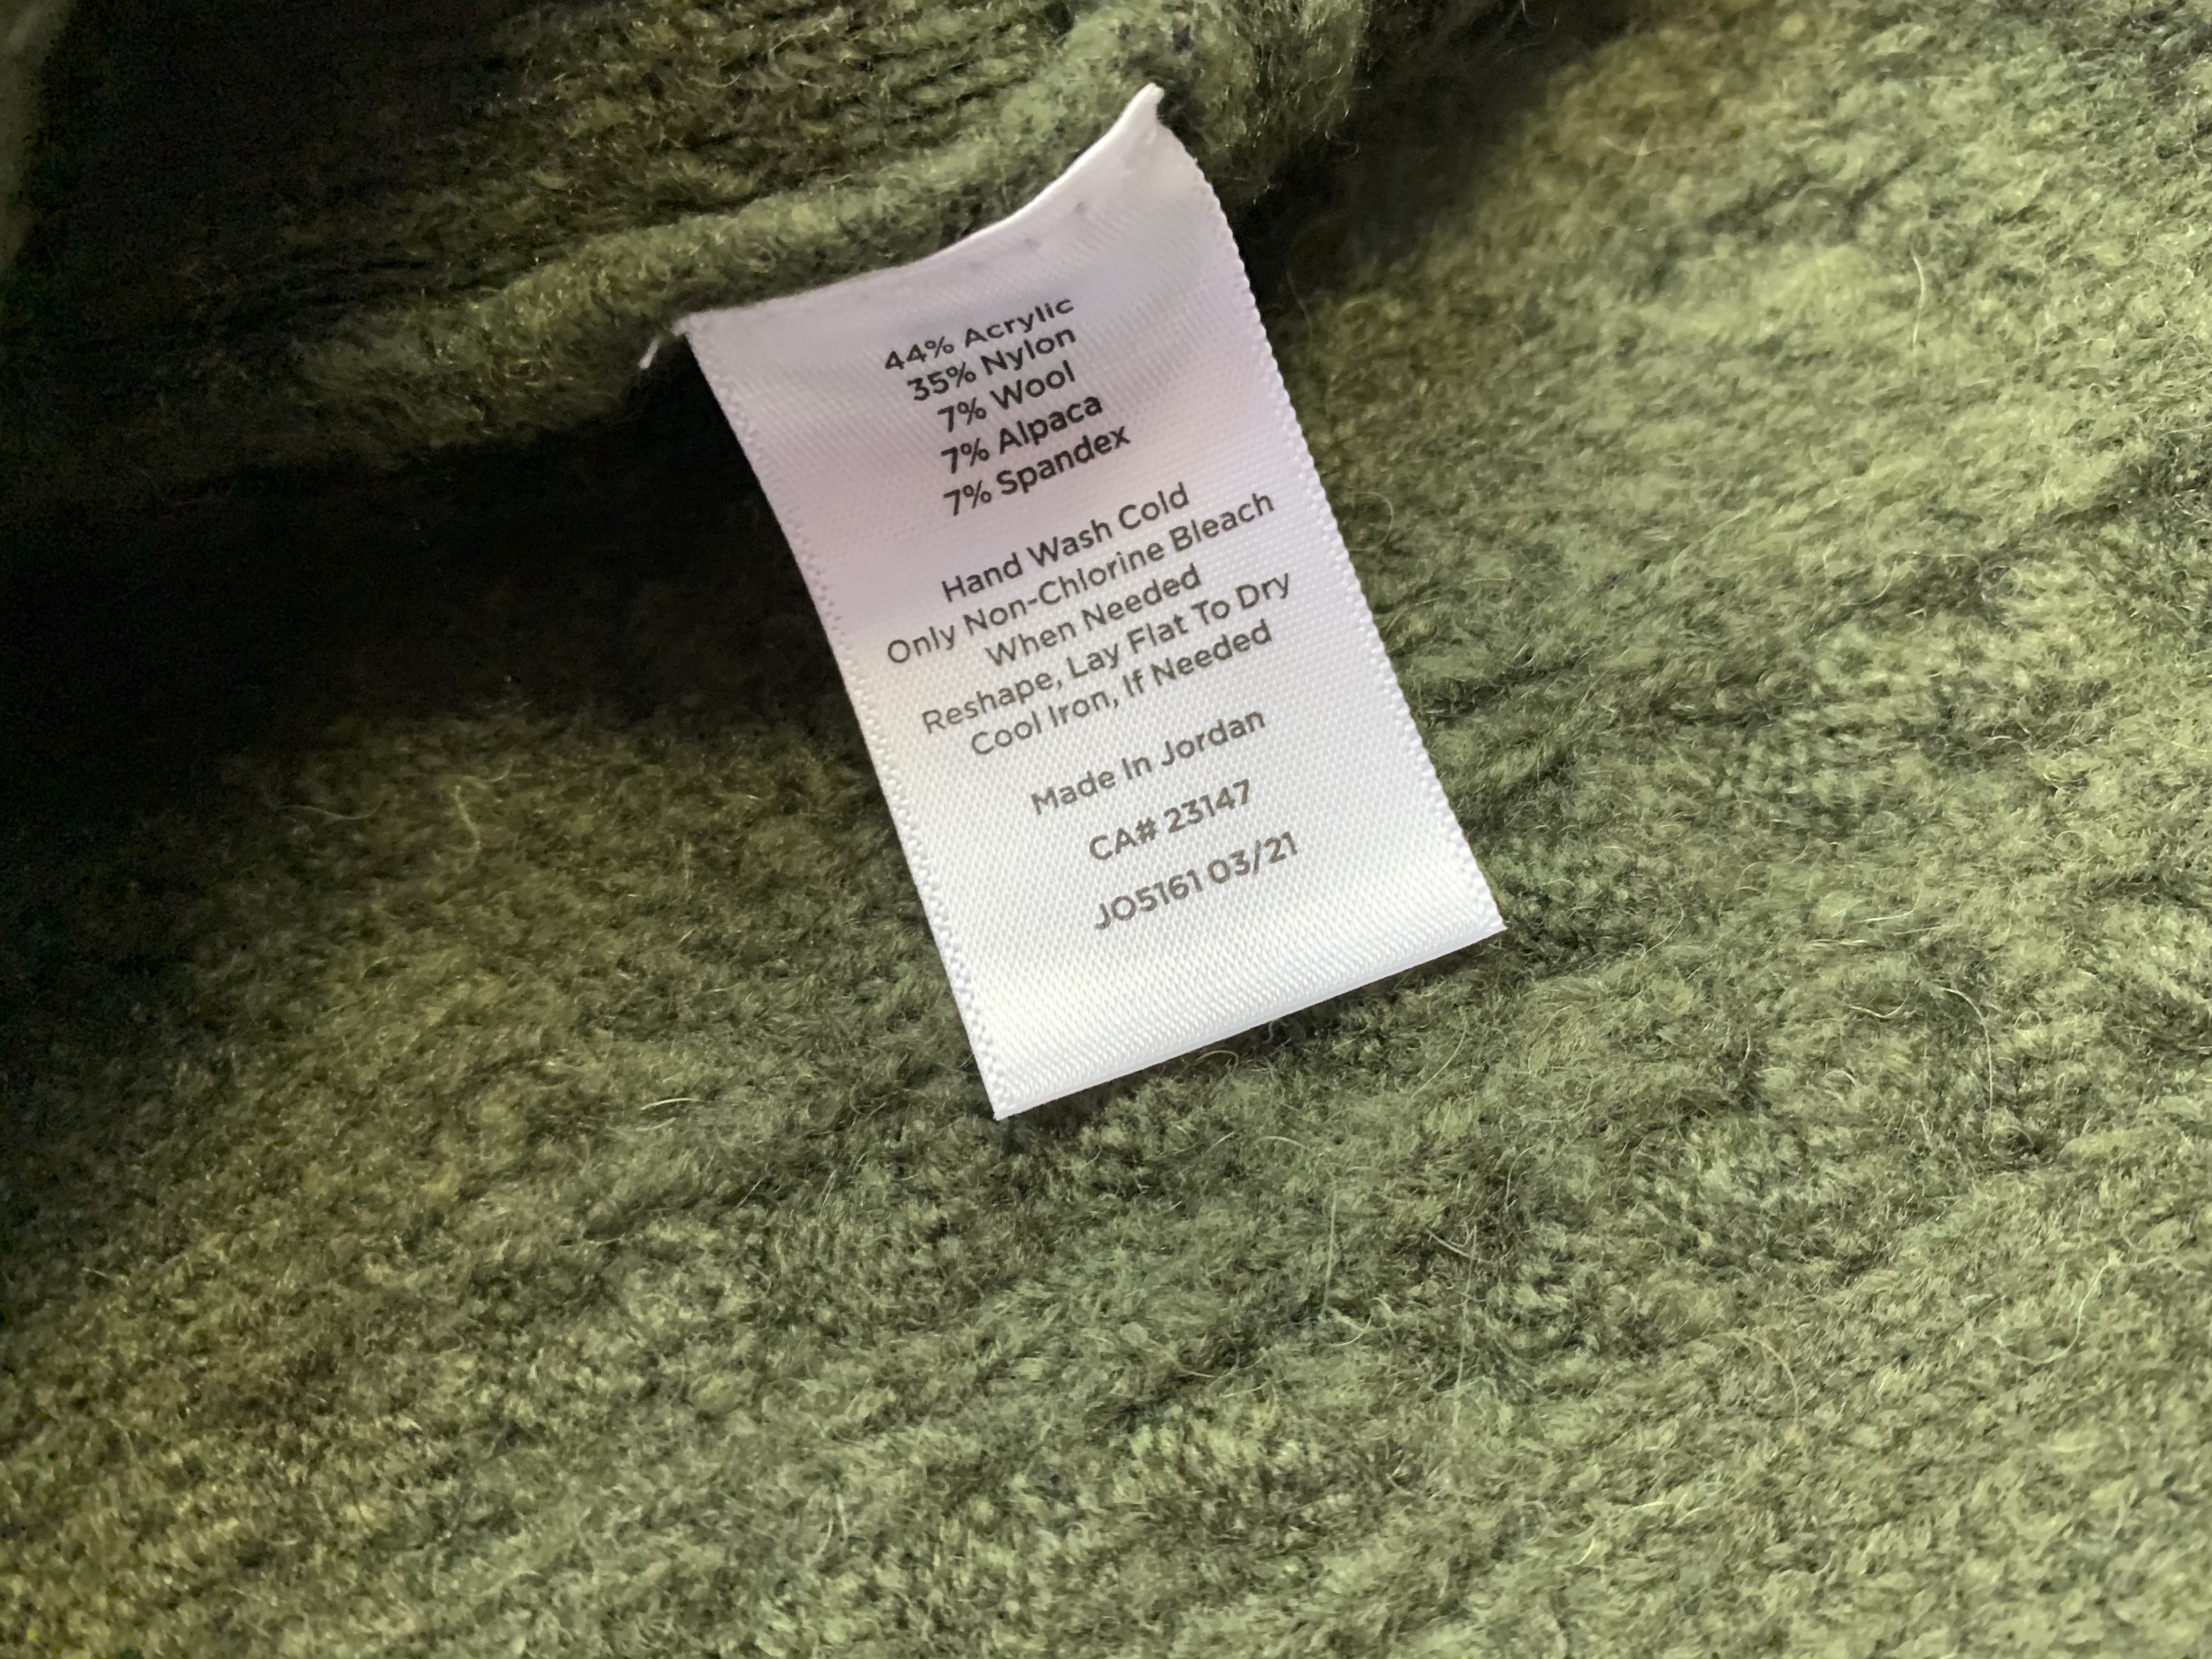 44% Acrylic
35% Nylon
7% Wool
7% Alpaca
7% Spandex
Hand Wash Cold
Only Non-Chlorine Bleach
When Needed
Reshape, Lay Flat To Dry
Cool Iron, If Needed
Made In Jordan
CA# 23147
JO5161 03/21